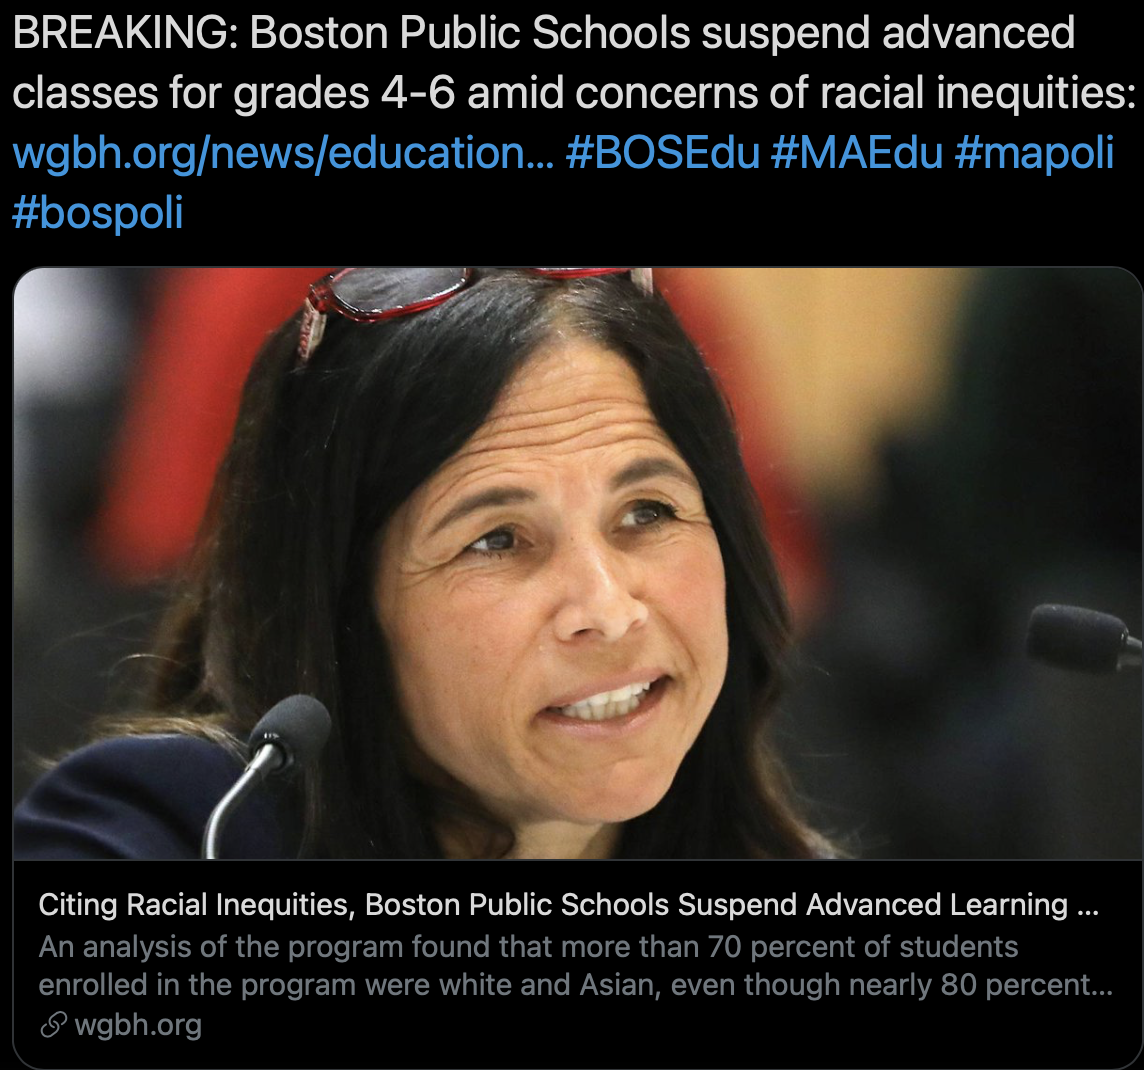 BREAKING: Boston Public Schools suspend advanced
classes for grades 4-6 amid concerns of racial inequities:
wgbh.org/news/education... #BOSEdu #MAEdu #mapoli
#bospoli
Citing Racial Inequities, Boston Public Schools Suspend Advanced Learning ...
An analysis of the program found that more than 70 percent of students
enrolled in the program were white and Asian, even though nearly 80 percent...
wgbh.org